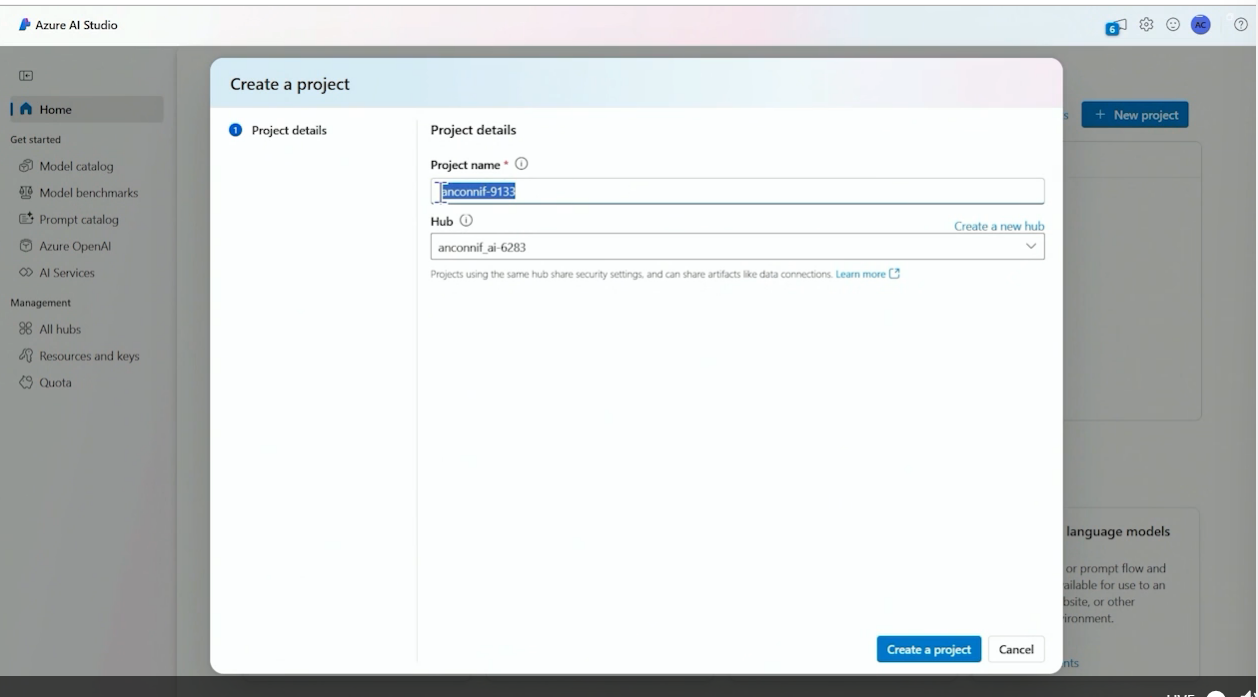 Azure AI Studio
6
AC
Home
Get started
Model catalog
Model benchmarks
Prompt catalog
Azure OpenAI
AI Services
Management
All hubs
Resources and keys
Quota
Create a project
1 Project details
Project details
Project name *
anconnif-9133
Hub
Create a new hub
anconnif_ai-6283
Projects using the same hub share security settings, and can share artifacts like data connections. Learn more
Create a project
Cancel
s
+ New project
language models
or prompt flow and
ailable for use to an
bsite, or other
ironment.
nts
LIVE